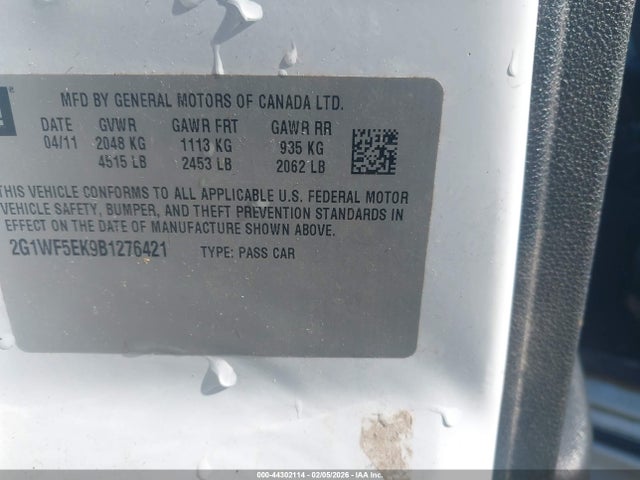 MFD BY GENERAL MOTORS OF CANADA LTD.
DATE GVWR GAWR FRT GAWR RR
04/11 2048 KG 1113 KG 935 KG
4515 LB 2453 LB 2062 LB
THIS VEHICLE CONFORMS TO ALL APPLICABLE U.S. FEDERAL MOTOR
VEHICLE SAFETY, BUMPER, AND THEFT PREVENTION STANDARDS IN
EFFECT ON THE DATE OF MANUFACTURE SHOWN ABOVE.
2G1WF5EK9B1276421 TYPE: PASS CAR
000-44302114 - 02/05/2026 - IAAI.COM